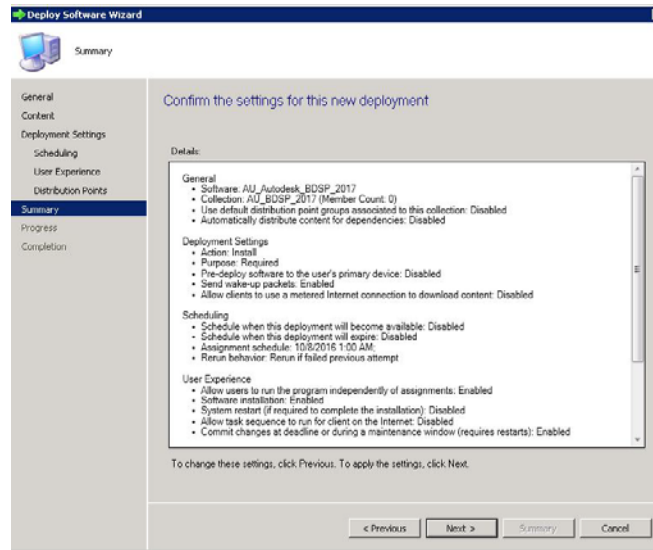 Deploy Software Wizard
Summary
General
Content
Deployment Settings
Scheduling
User Experience
Distribution Points
Summary
Progress
Completion
Confirm the settings for this new deployment
Details:
General
• Software: AU_Autodesk_BDSP_2017
• Collection: AU_BDSP_2017 (Member Count: 0)
• Use default distribution point groups associated to this collection: Disabled
• Automatically distribute content for dependencies: Disabled
Deployment Settings
• Action: Install
• Purpose: Required
• Pre-deploy software to the user's primary device: Disabled
• Send wake-up packets: Enabled
• Allow clients to use a metered Internet connection to download content: Disabled
Scheduling
• Schedule when this deployment will become available: Disabled
• Schedule when this deployment will expire: Disabled
• Assignment schedule: 10/8/2016 1:00 AM;
• Rerun behavior: Rerun if failed previous attempt
User Experience
• Allow users to run the program independently of assignments: Enabled
• Software installation: Enabled
• System restart (if required to complete the installation): Disabled
• Allow task sequence to run for client on the Internet: Disabled
• Commit changes at deadline or during a maintenance window (requires restarts): Enabled
To change these settings, click Previous. To apply the settings, click Next.
< Previous
Next >
Summary
Cancel